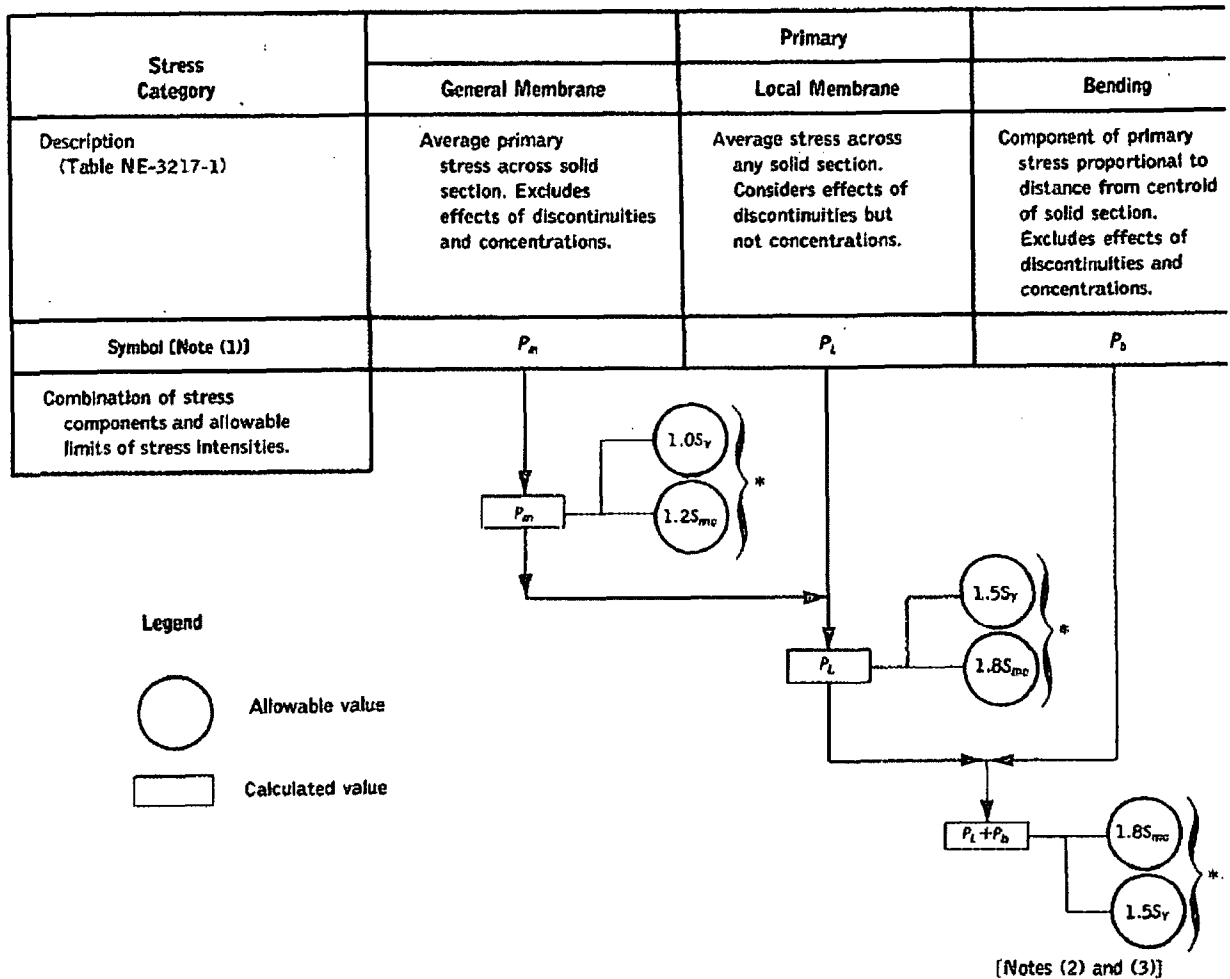 Stress
Category
Primary
General Membrane
Local Membrane
Bending
Description
(Table NE-3217-1)
Average primary
stress across solid
section. Excludes
effects of discontinuities
and concentrations.
Average stress across
any solid section.
Considers effects of
discontinuities but
not concentrations.
Component of primary
stress proportional to
distance from centroid
of solid section.
Excludes effects of
discontinuities and
concentrations.
Symbol [Note (1)]
Pm
PL
Pb
Combination of stress
components and allowable
limits of stress intensities.
1.0Sy
Pm
1.2Smc
*
1.5Sy
PL
1.8Smc
*
Legend
Allowable value
Calculated value
PL+Pb
1.8Smc
1.5Sy
*
[Notes (2) and (3)]